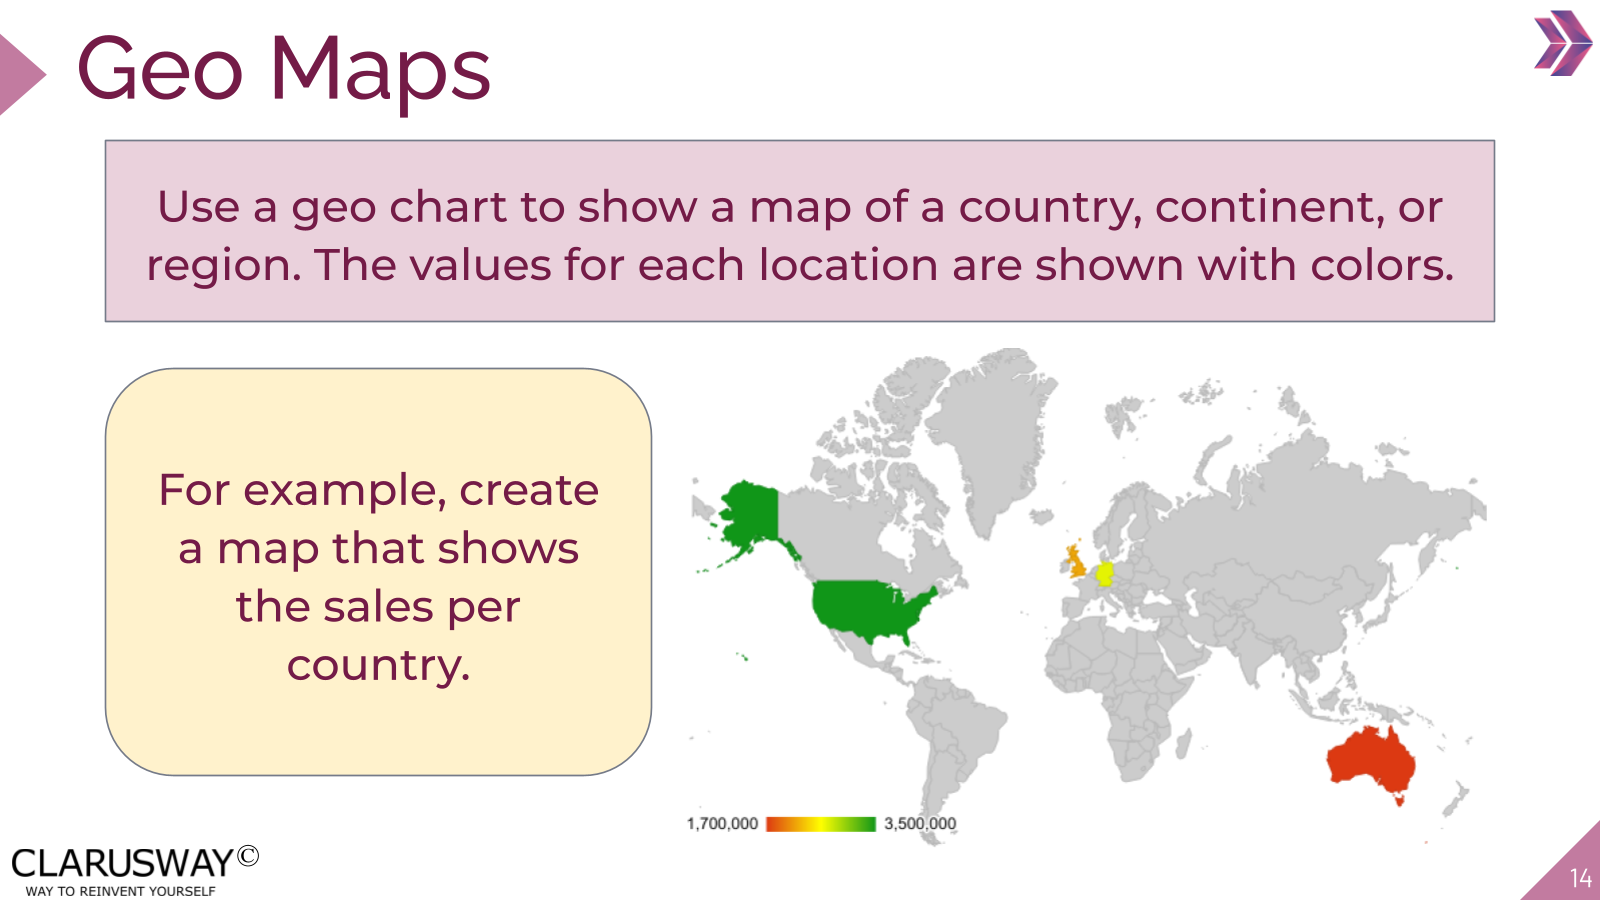 Geo Maps
Use a geo chart to show a map of a country, continent, or
region. The values for each location are shown with colors.
For example, create
a map that shows
the sales per
country.
1,700,000
3,500,000
CLARUSWAY©
WAY TO REINVENT YOURSELF
14